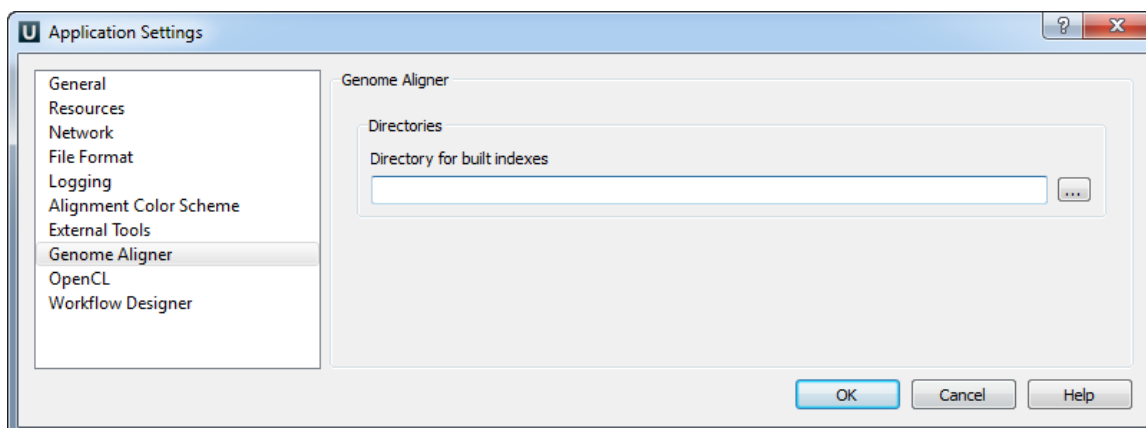 U Application Settings
?
X
General
Resources
Network
File Format
Logging
Alignment Color Scheme
External Tools
Genome Aligner
OpenCL
Workflow Designer
Genome Aligner
Directories
Directory for built indexes
...
OK
Cancel
Help